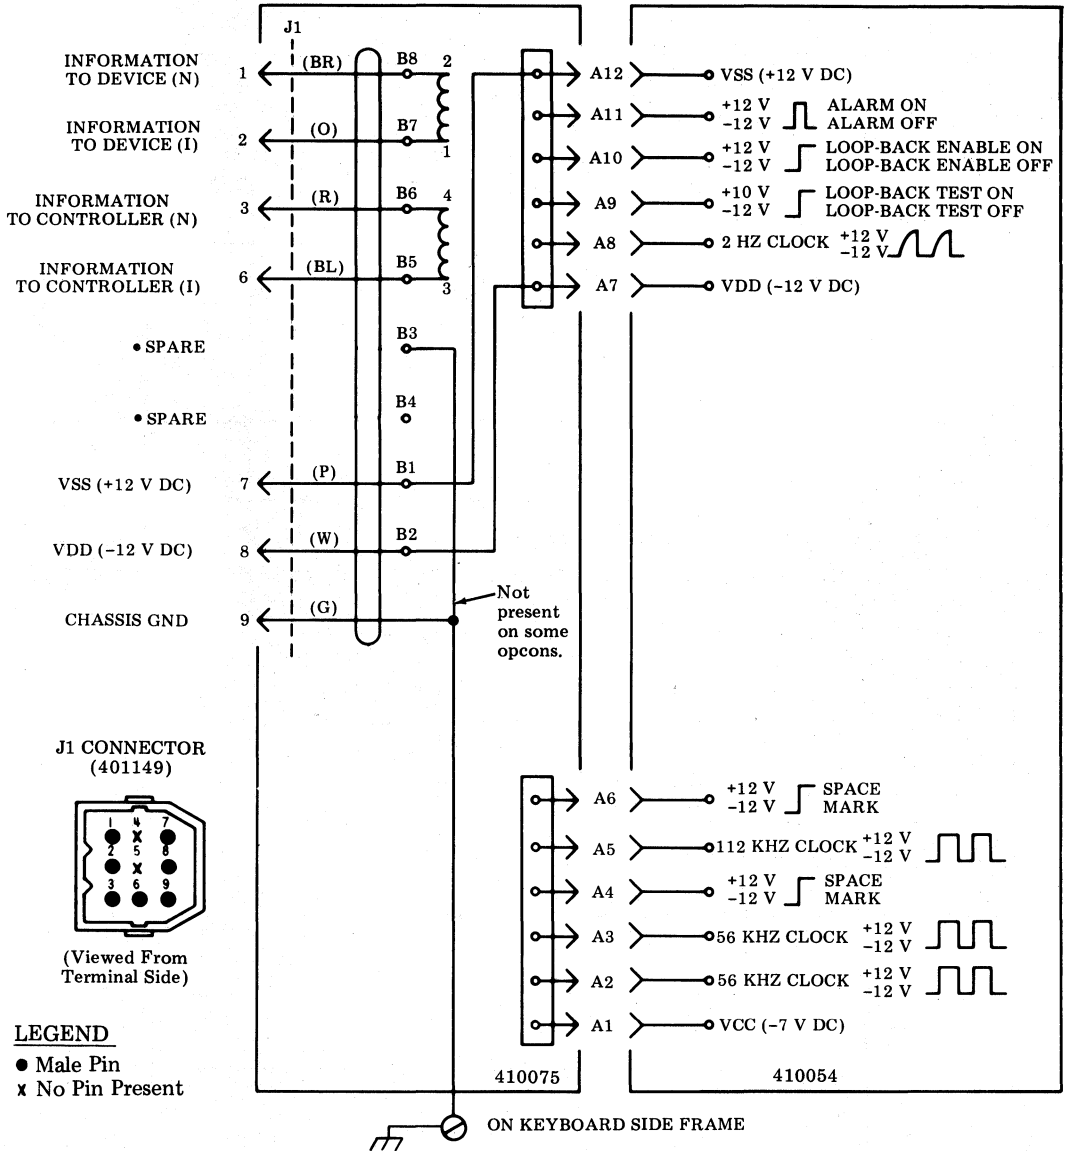 J1
INFORMATION
TO DEVICE (N)
1
(BR)
B8
2
INFORMATION
TO DEVICE (I)
2
(O)
B7
1
INFORMATION
TO CONTROLLER (N)
3
(R)
B6
4
INFORMATION
TO CONTROLLER (I)
6
(BL)
B5
3
• SPARE
B3
• SPARE
B4
VSS (+12 V DC)
7
(P)
B1
VDD (−12 V DC)
8
(W)
B2
CHASSIS GND
9
(G)
Not
present
on some
opcons.
A12
VSS (+12 V DC)
A11
+12 V
−12 V
ALARM ON
ALARM OFF
A10
+12 V
−12 V
LOOP-BACK ENABLE ON
LOOP-BACK ENABLE OFF
A9
+10 V
−12 V
LOOP-BACK TEST ON
LOOP-BACK TEST OFF
A8
2 HZ CLOCK
+12 V
−12 V
A7
VDD (−12 V DC)
J1 CONNECTOR
(401149)
1 4 7
2 5 8
3 6 9
(Viewed From
Terminal Side)
LEGEND
● Male Pin
x No Pin Present
A6
+12 V
−12 V
SPACE
MARK
A5
112 KHZ CLOCK
+12 V
−12 V
A4
+12 V
−12 V
SPACE
MARK
A3
56 KHZ CLOCK
+12 V
−12 V
A2
56 KHZ CLOCK
+12 V
−12 V
A1
VCC (−7 V DC)
410075
410054
ON KEYBOARD SIDE FRAME